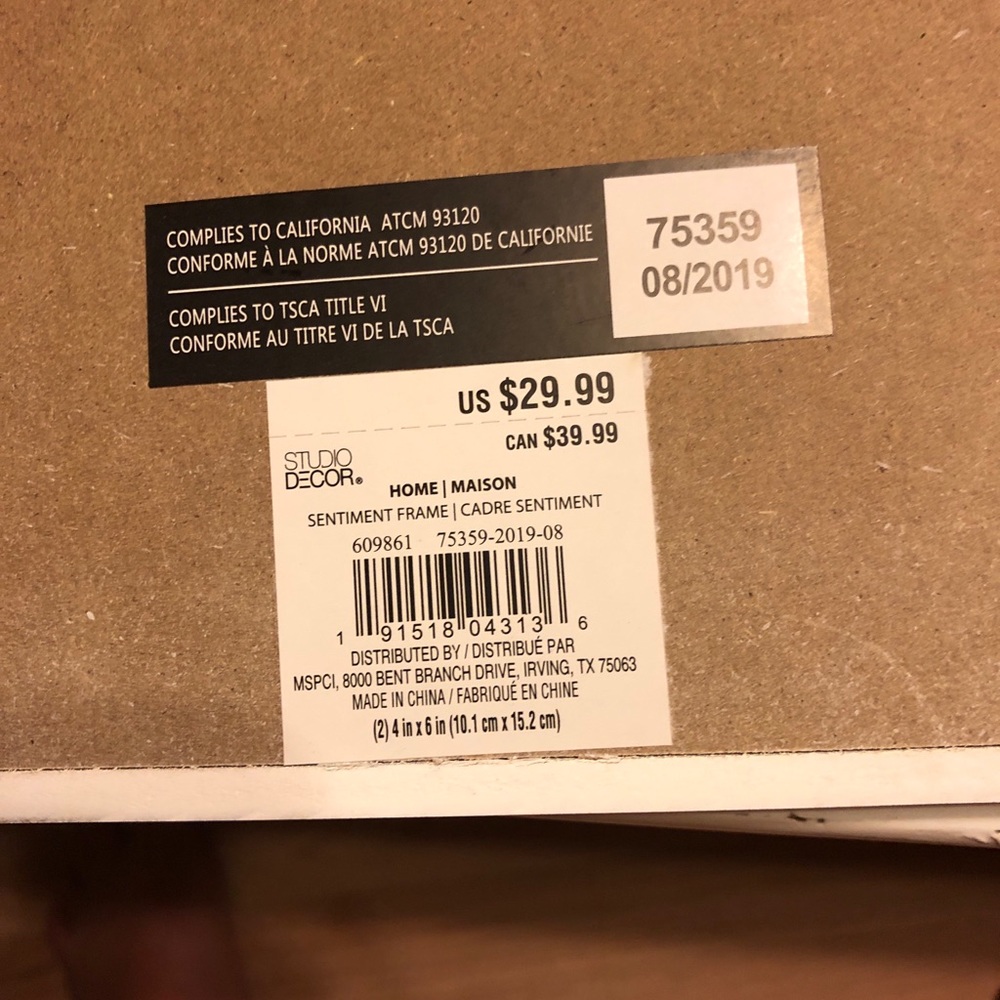 COMPLIES TO CALIFORNIA ATCM 93120
CONFORME À LA NORME ATCM 93120 DE CALIFORNIE
COMPLIES TO TSCA TITLE VI
CONFORME AU TITRE VI DE LA TSCA
75359
08/2019
US $29.99
CAN $39.99
STUDIO
DECOR®
HOME | MAISON
SENTIMENT FRAME | CADRE SENTIMENT
609861 75359-2019-08
1 91518 04313 6
DISTRIBUTED BY / DISTRIBUÉ PAR
MSPCI, 8000 BENT BRANCH DRIVE, IRVING, TX 75063
MADE IN CHINA / FABRIQUÉ EN CHINE
(2) 4 in x 6 in (10.1 cm x 15.2 cm)